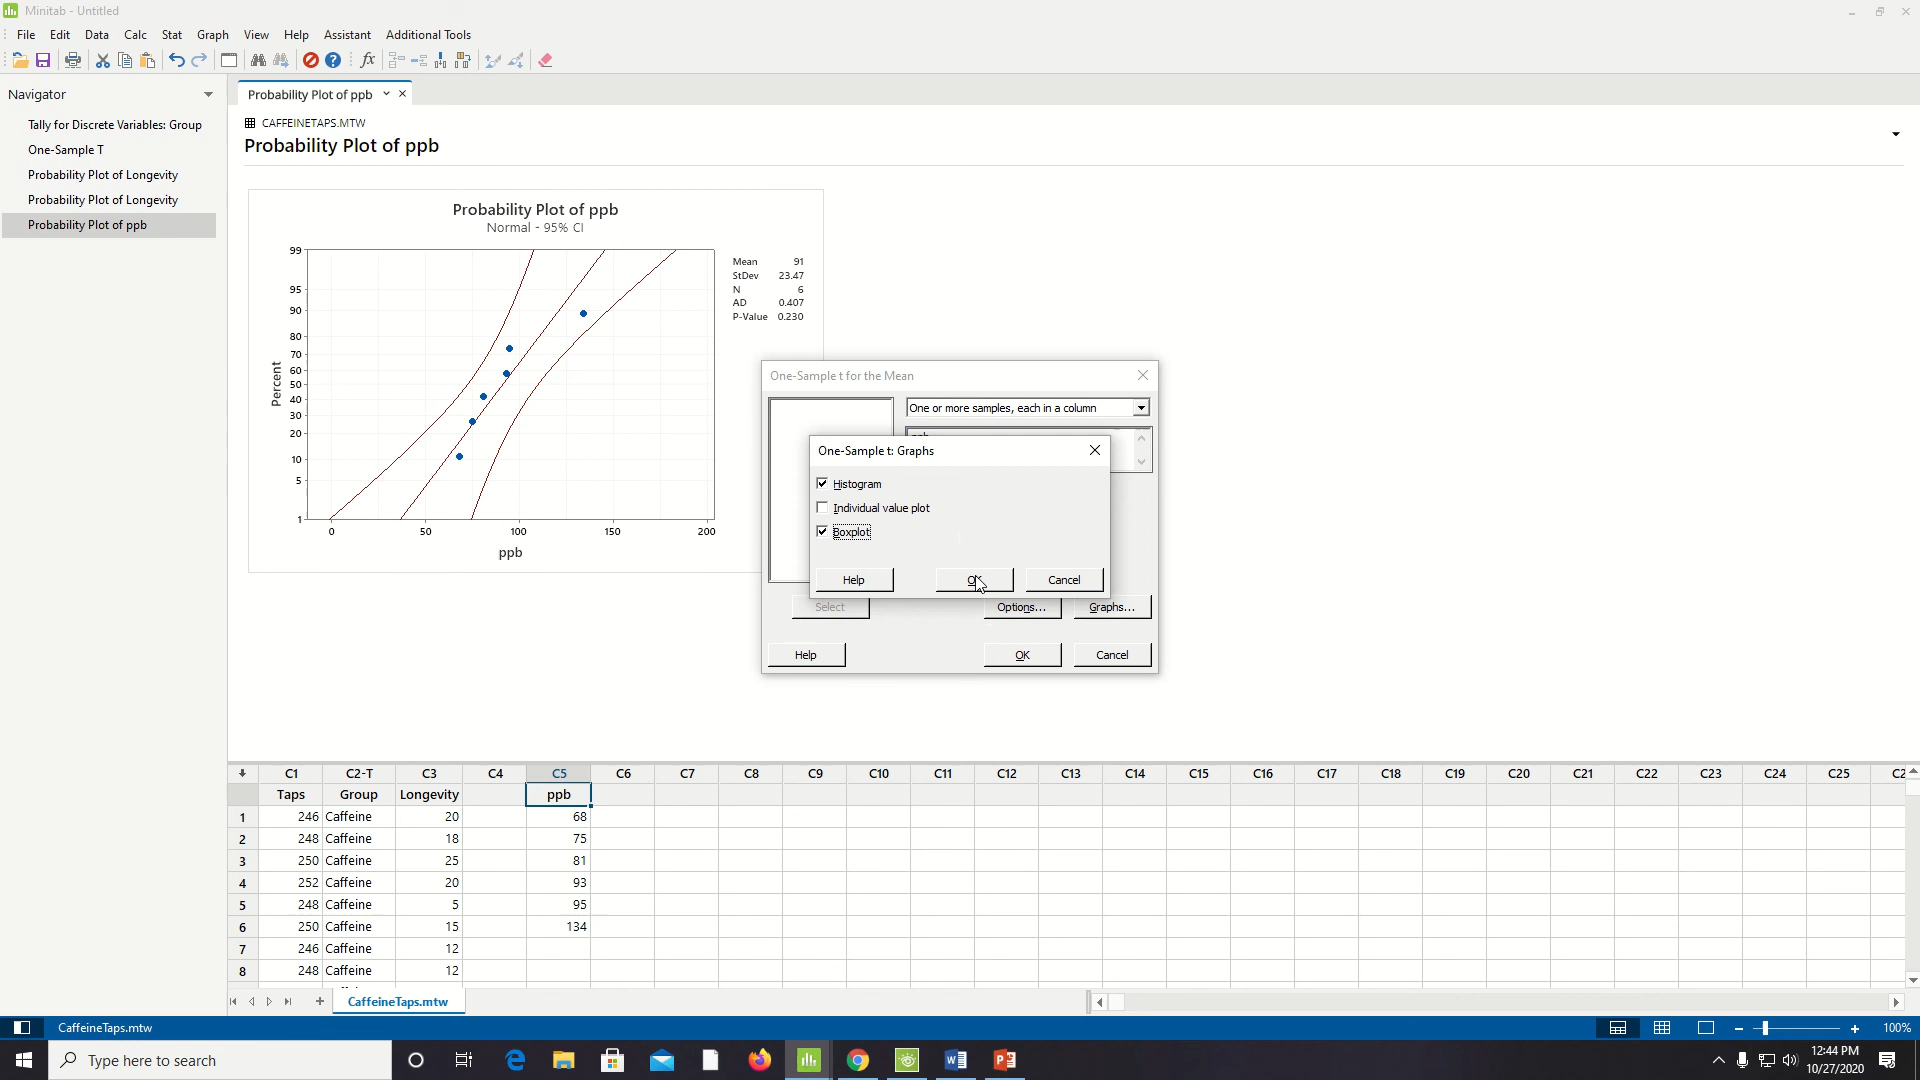 Minitab - Untitled
File Edit Data Calc Stat Graph View Help Assistant Additional Tools
Navigator
Tally for Discrete Variables: Group
One-Sample T
Probability Plot of Longevity
Probability Plot of Longevity
Probability Plot of ppb
Probability Plot of ppb
CAFFEINETAPS.MTW
Probability Plot of ppb
Probability Plot of ppb
Normal - 95% CI
99
95
90
80
70
60
50
40
30
20
10
5
1
Percent
0 50 100 150 200
ppb
Mean 91
StDev 23.47
N 6
AD 0.407
P-Value 0.230
One-Sample t for the Mean
One or more samples, each in a column
One-Sample t: Graphs
Histogram
Individual value plot
Boxplot
Help OK Cancel
Select Options... Graphs...
Help OK Cancel
C1 C2-T C3 C4 C5 C6 C7 C8 C9 C10 C11 C12 C13 C14 C15 C16 C17 C18 C19 C20 C21 C22 C23 C24 C25
Taps Group Longevity ppb
1 246 Caffeine 20 68
2 248 Caffeine 18 75
3 250 Caffeine 25 81
4 252 Caffeine 20 93
5 248 Caffeine 5 95
6 250 Caffeine 15 134
7 246 Caffeine 12
8 248 Caffeine 12
CaffeineTaps.mtw
CaffeineTaps.mtw
100%
Type here to search
12:44 PM
10/27/2020